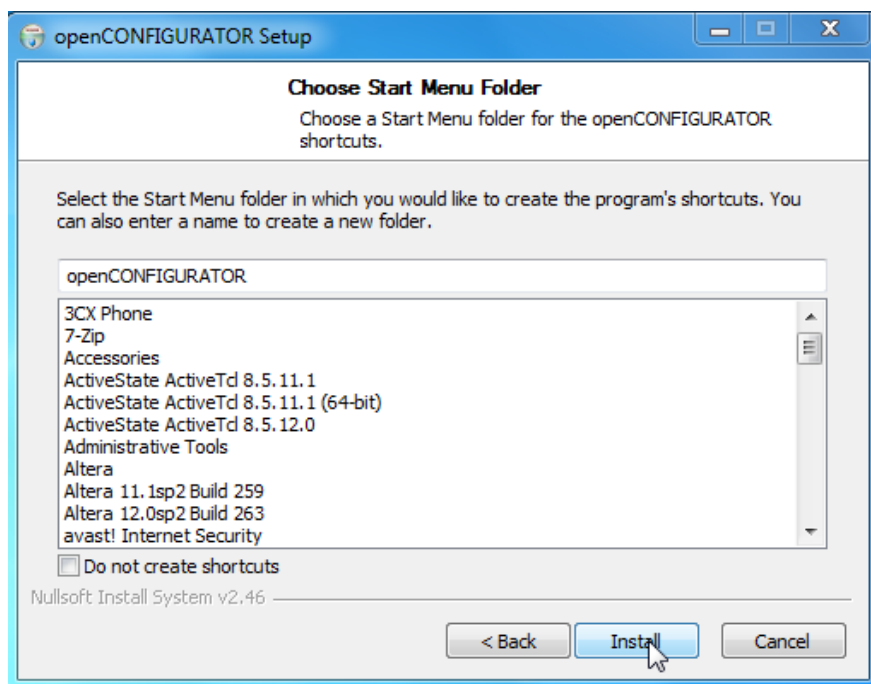 openCONFIGURATOR Setup
Choose Start Menu Folder
Choose a Start Menu folder for the openCONFIGURATOR
shortcuts.
Select the Start Menu folder in which you would like to create the program's shortcuts. You
can also enter a name to create a new folder.
openCONFIGURATOR
3CX Phone
7-Zip
Accessories
ActiveState ActiveTcl 8.5.11.1
ActiveState ActiveTcl 8.5.11.1 (64-bit)
ActiveState ActiveTcl 8.5.12.0
Administrative Tools
Altera
Altera 11.1sp2 Build 259
Altera 12.0sp2 Build 263
avast! Internet Security
Do not create shortcuts
Nullsoft Install System v2.46
< Back Install Cancel